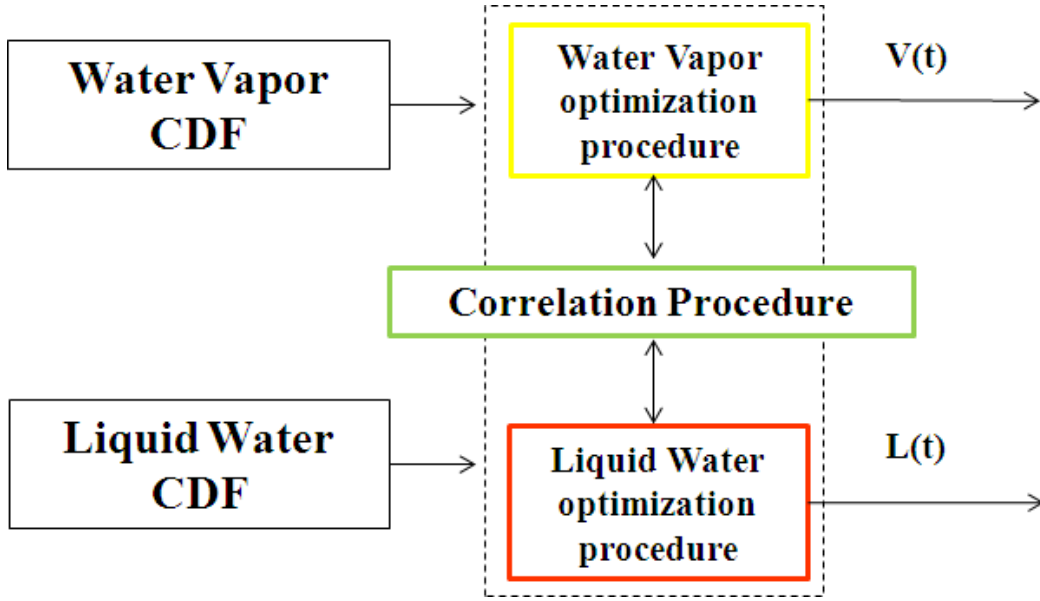 Water Vapor
CDF
Water Vapor
optimization
procedure
V(t)
Correlation Procedure
Liquid Water
CDF
Liquid Water
optimization
procedure
L(t)